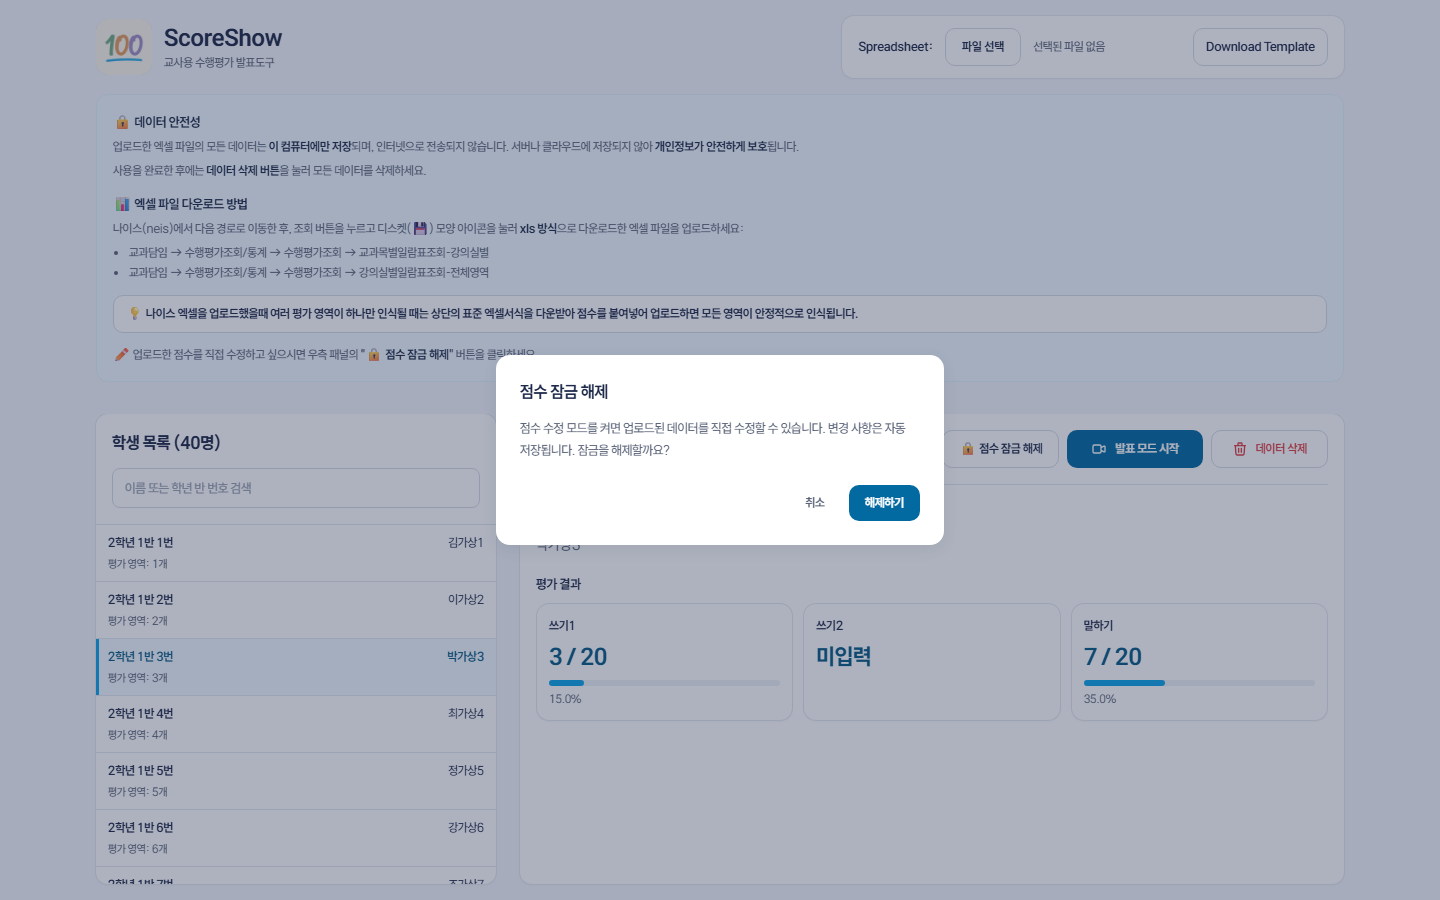 ScoreShow
교사용 수행평가 발표도구
Spreadsheet:
파일 선택
선택된 파일 없음
Download Template
🔒 데이터 안전성
업로드한 엑셀 파일의 모든 데이터는 이 컴퓨터에만 저장되며, 인터넷으로 전송되지 않습니다. 서버나 클라우드에 저장되지 않아 개인정보가 안전하게 보호됩니다.
사용을 완료한 후에는 데이터 삭제 버튼을 눌러 모든 데이터를 삭제하세요.
📊 엑셀 파일 다운로드 방법
나이스(neis)에서 다음 경로로 이동한 후, 조회 버튼을 누르고 디스켓( 💾 ) 모양 아이콘을 눌러 xls 방식으로 다운로드한 엑셀 파일을 업로드하세요:
• 교과담임 → 수행평가조회/통계 → 수행평가조회 → 교과목별일람표조회-강의실별
• 교과담임 → 수행평가조회/통계 → 수행평가조회 → 강의실별일람표조회-전체영역
💡 나이스 엑셀을 업로드했을때 여러 평가 영역이 하나만 인식될 때는 상단의 표준 엑셀서식을 다운받아 점수를 붙여넣어 업로드하면 모든 영역이 안정적으로 인식됩니다.
✏️ 업로드한 점수를 직접 수정하고 싶으시면 우측 패널의 " 🔒 점수 잠금 해제" 버튼을 클릭하세요
점수 잠금 해제
점수 수정 모드를 켜면 업로드된 데이터를 직접 수정할 수 있습니다. 변경 사항은 자동
저장됩니다. 잠금을 해제할까요?
취소
해제하기
학생 목록 (40명)
이름 또는 학년 반 번호 검색
2학년 1반 1번
김가상1
평가 영역: 1개
2학년 1반 2번
이가상2
평가 영역: 2개
2학년 1반 3번
박가상3
평가 영역: 3개
2학년 1반 4번
최가상4
평가 영역: 4개
2학년 1반 5번
정가상5
평가 영역: 5개
2학년 1반 6번
강가상6
평가 영역: 6개
🔒 점수 잠금 해제
발표 모드 시작
데이터 삭제
평가 결과
쓰기1
3 / 20
15.0%
쓰기2
미입력
말하기
7 / 20
35.0%